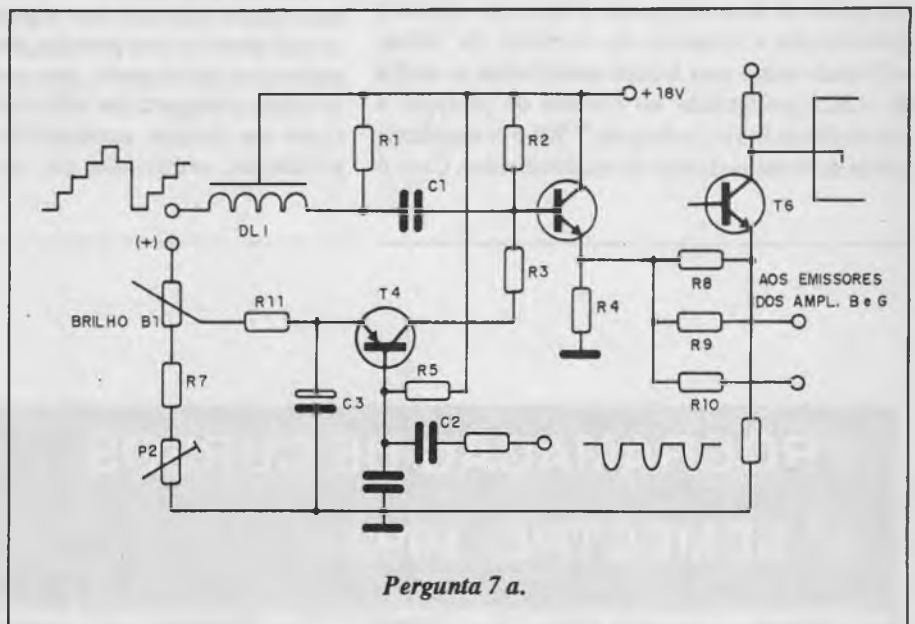 +18V
R1
R2
C1
T6
DL1
(+)
R3
T4
R8
AOS EMISSORES
DOS AMPL. B e G
BRILHO B1
R11
R4
R9
R5
R7
C3
R10
C2
P2
Pergunta 7 a.